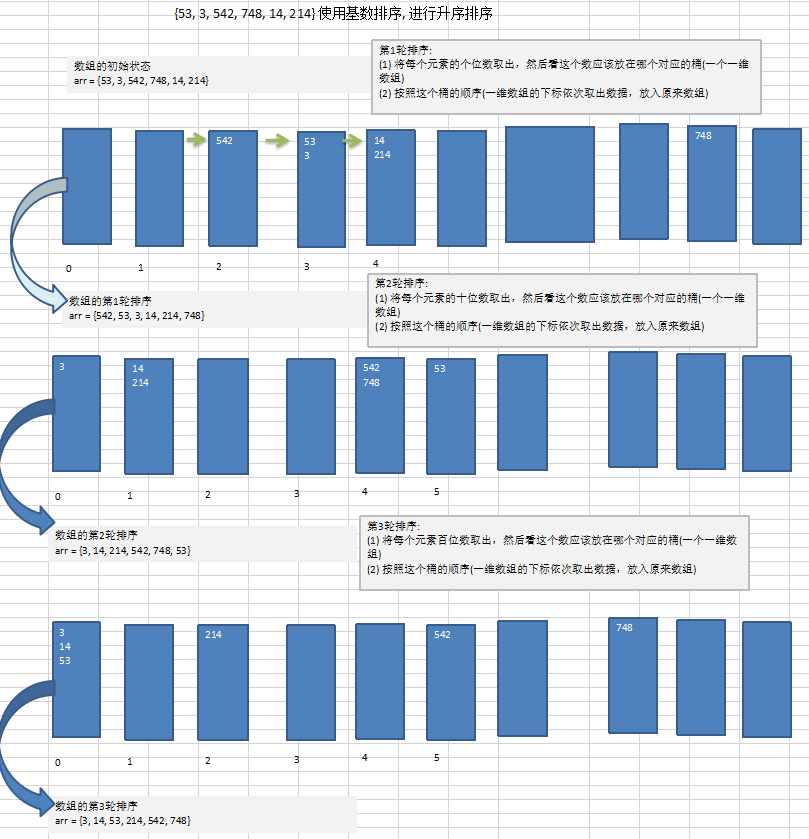 {53, 3, 542, 748, 14, 214} 使用基数排序, 进行升序排序
数组的初始状态
arr = {53, 3, 542, 748, 14, 214}
第1轮排序:
(1) 将每个元素的个位数取出，然后看这个数应该放在哪个对应的桶(一个一维
数组)
(2) 按照这个桶的顺序(一维数组的下标依次取出数据，放入原来数组)
542
53
3
14
214
748
0
1
2
3
4
数组的第1轮排序
arr = {542, 53, 3, 14, 214, 748}
第2轮排序:
(1) 将每个元素的十位数取出，然后看这个数应该放在哪个对应的桶(一个一维
数组)
(2) 按照这个桶的顺序(一维数组的下标依次取出数据，放入原来数组)
3
14
214
542
748
53
0
1
2
3
4
5
数组的第2轮排序
arr = {3, 14, 214, 542, 748, 53}
第3轮排序:
(1) 将每个元素百位数取出，然后看这个数应该放在哪个对应的桶(一个一维数
组)
(2) 按照这个桶的顺序(一维数组的下标依次取出数据，放入原来数组)
3
14
53
214
542
748
0
1
2
3
4
5
数组的第3轮排序
arr = {3, 14, 53, 214, 542, 748}